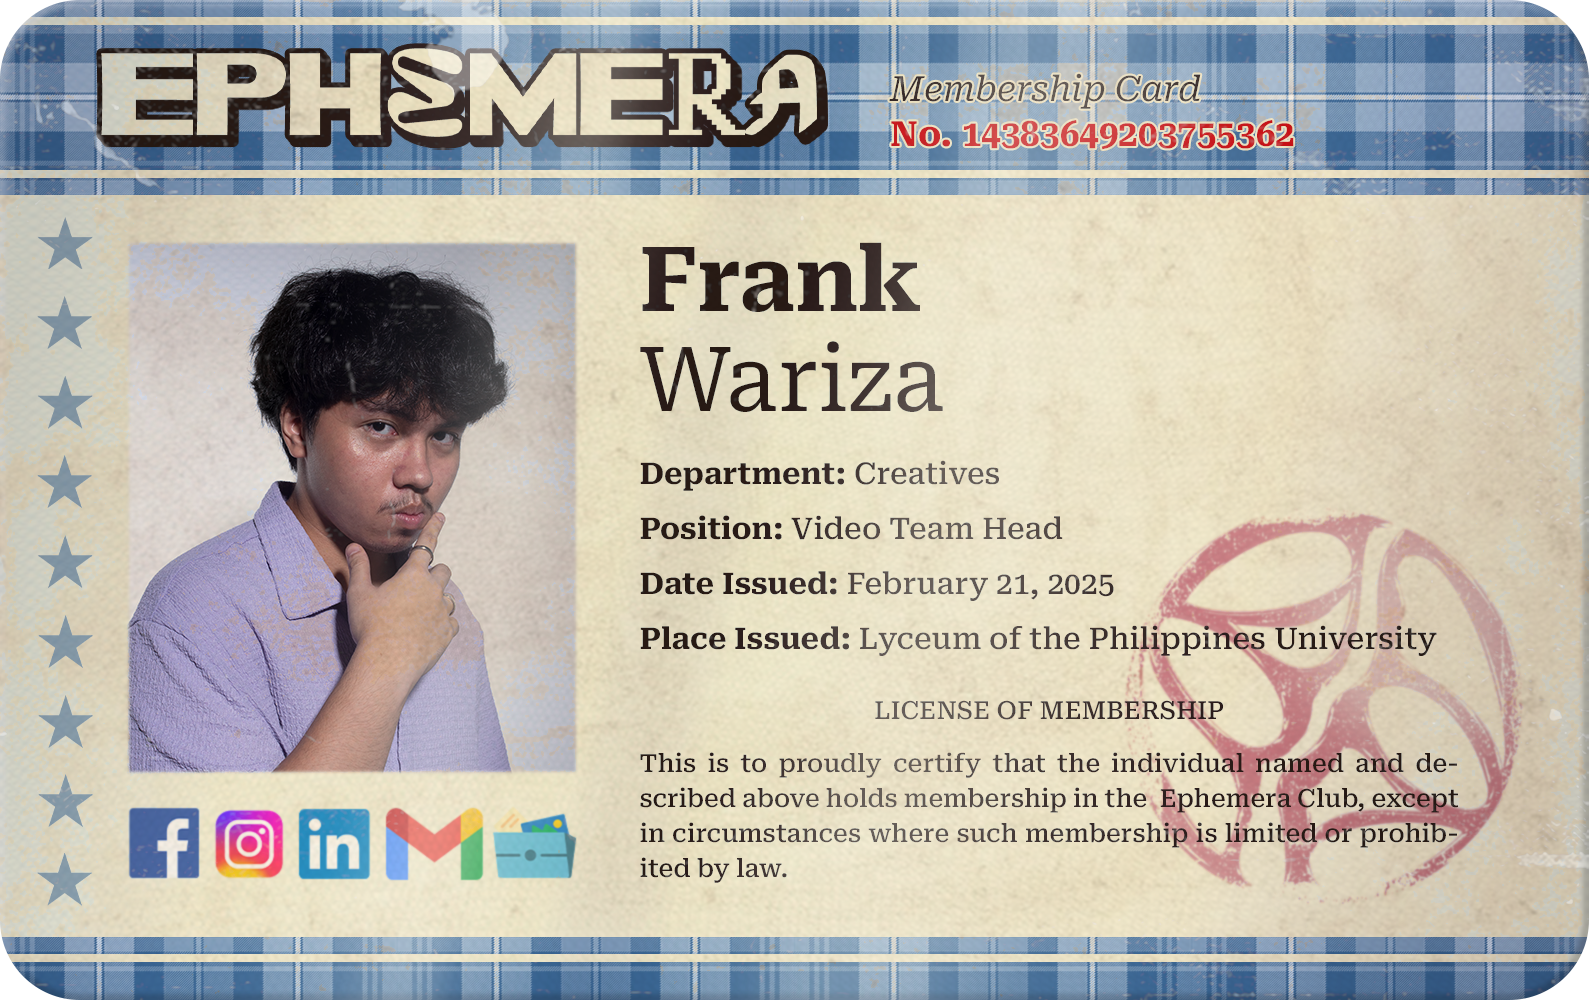 EPHEMERA
Membership Card
No. 14383649203755362
Frank
Wariza
Department: Creatives
Position: Video Team Head
Date Issued: February 21, 2025
Place Issued: Lyceum of the Philippines University
LICENSE OF MEMBERSHIP
This is to proudly certify that the individual named and de-
scribed above holds membership in the Ephemera Club, except
in circumstances where such membership is limited or prohib-
ited by law.
f
in